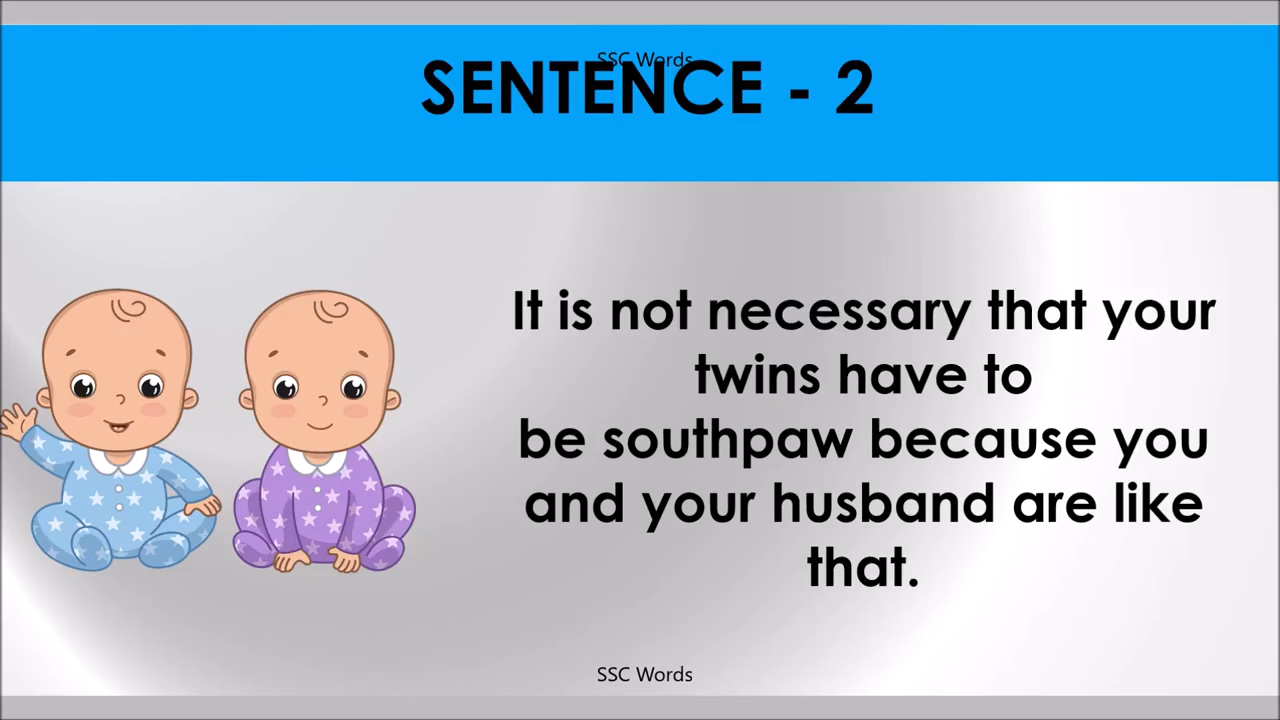 SSC Words
SENTENCE - 2
It is not necessary that your
twins have to
be southpaw because you
and your husband are like
that.
SSC Words